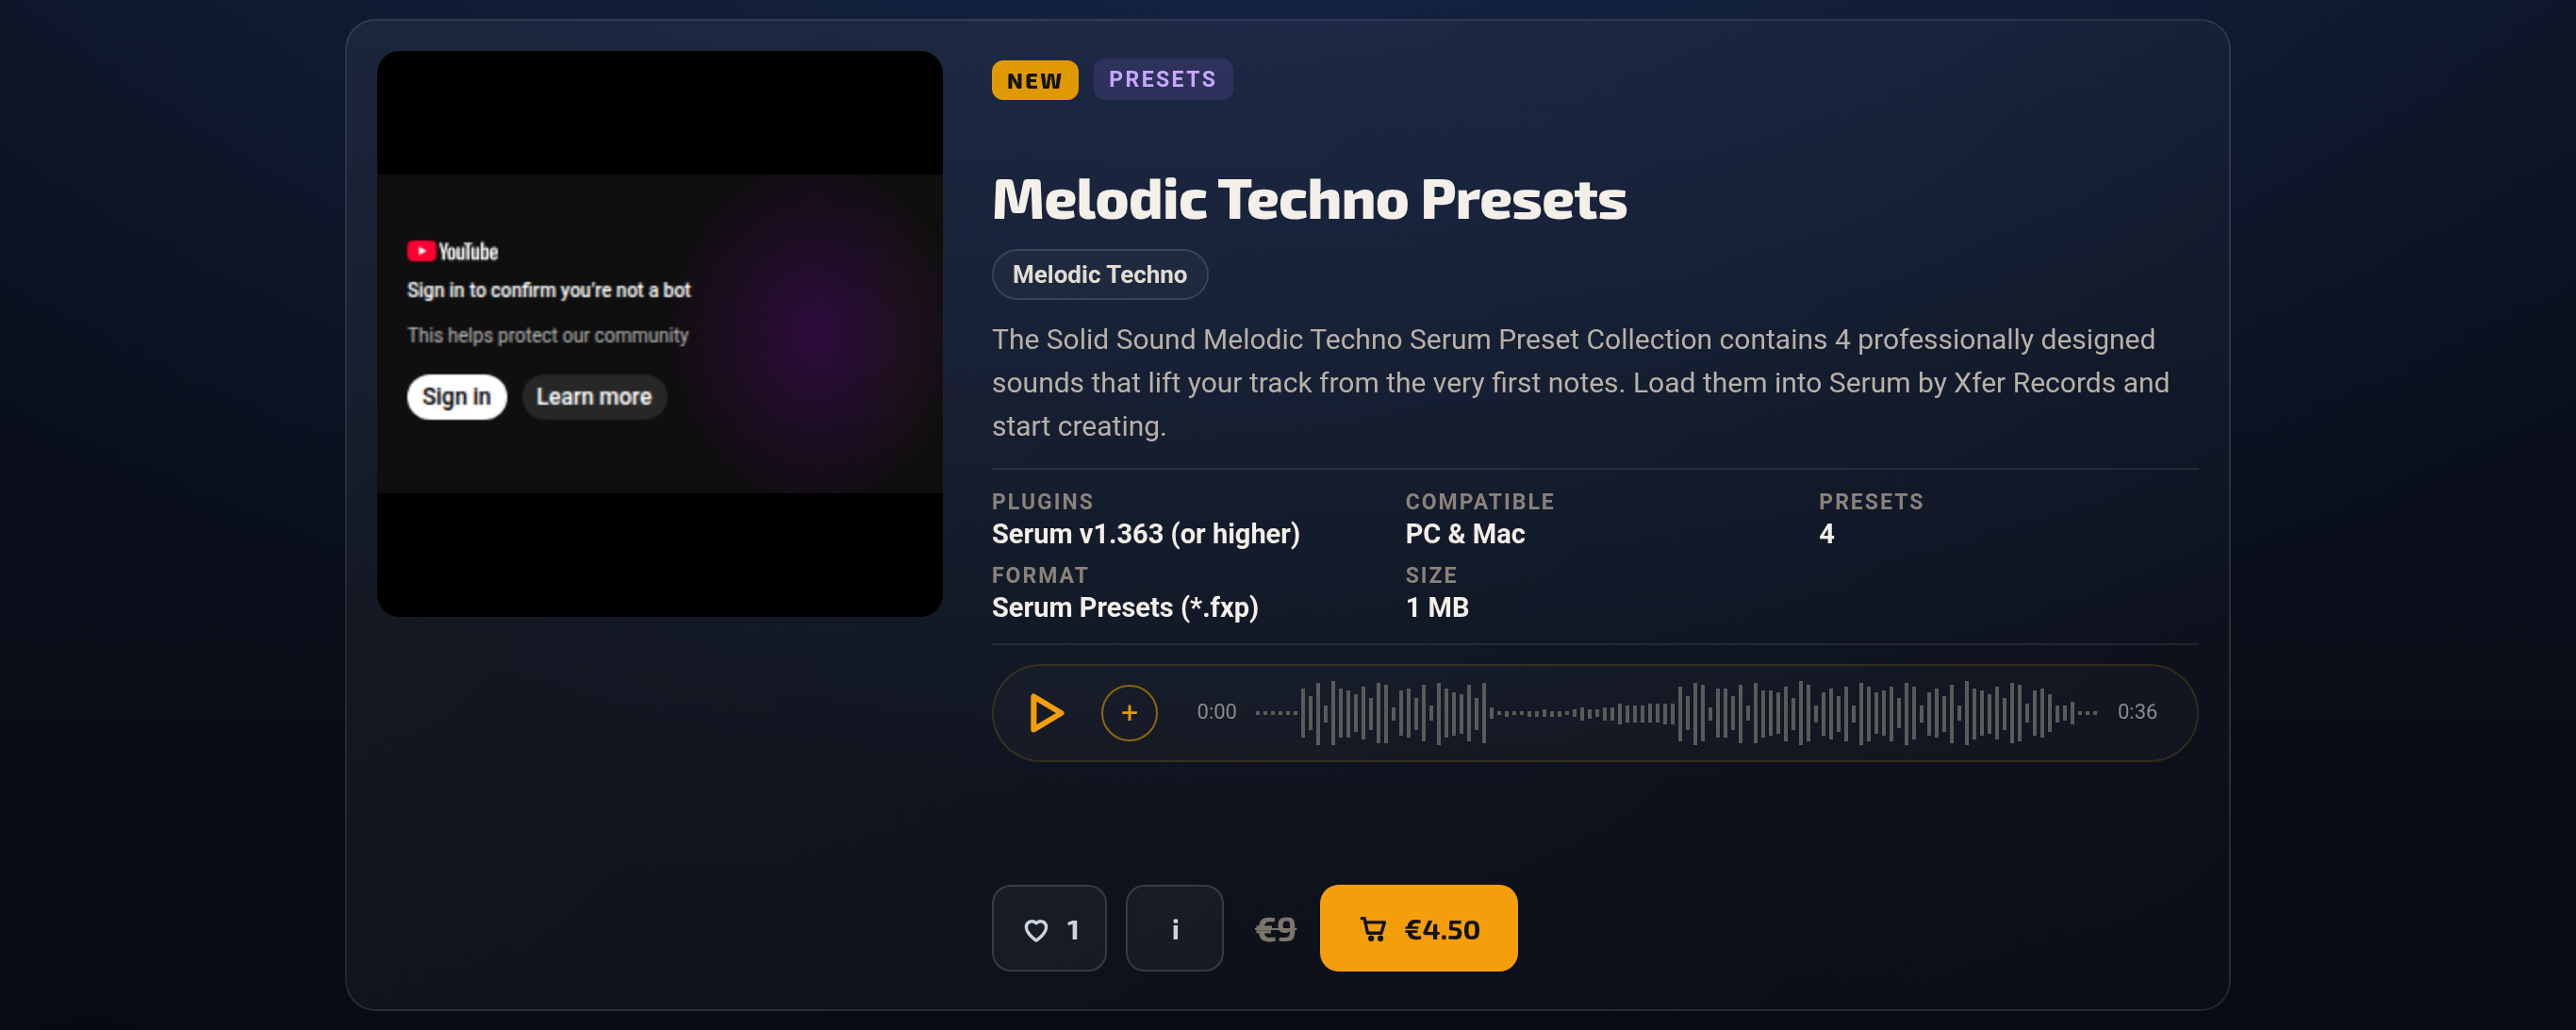 YouTube
Sign in to confirm you're not a bot
This helps protect our community
Sign in
Learn more
NEW
PRESETS
Melodic Techno Presets
Melodic Techno
The Solid Sound Melodic Techno Serum Preset Collection contains 4 professionally designed
sounds that lift your track from the very first notes. Load them into Serum by Xfer Records and
start creating.
PLUGINS
Serum v1.363 (or higher)
COMPATIBLE
PC & Mac
PRESETS
4
FORMAT
Serum Presets (*.fxp)
SIZE
1 MB
+
0:00
0:36
1
i
€9
€4.50